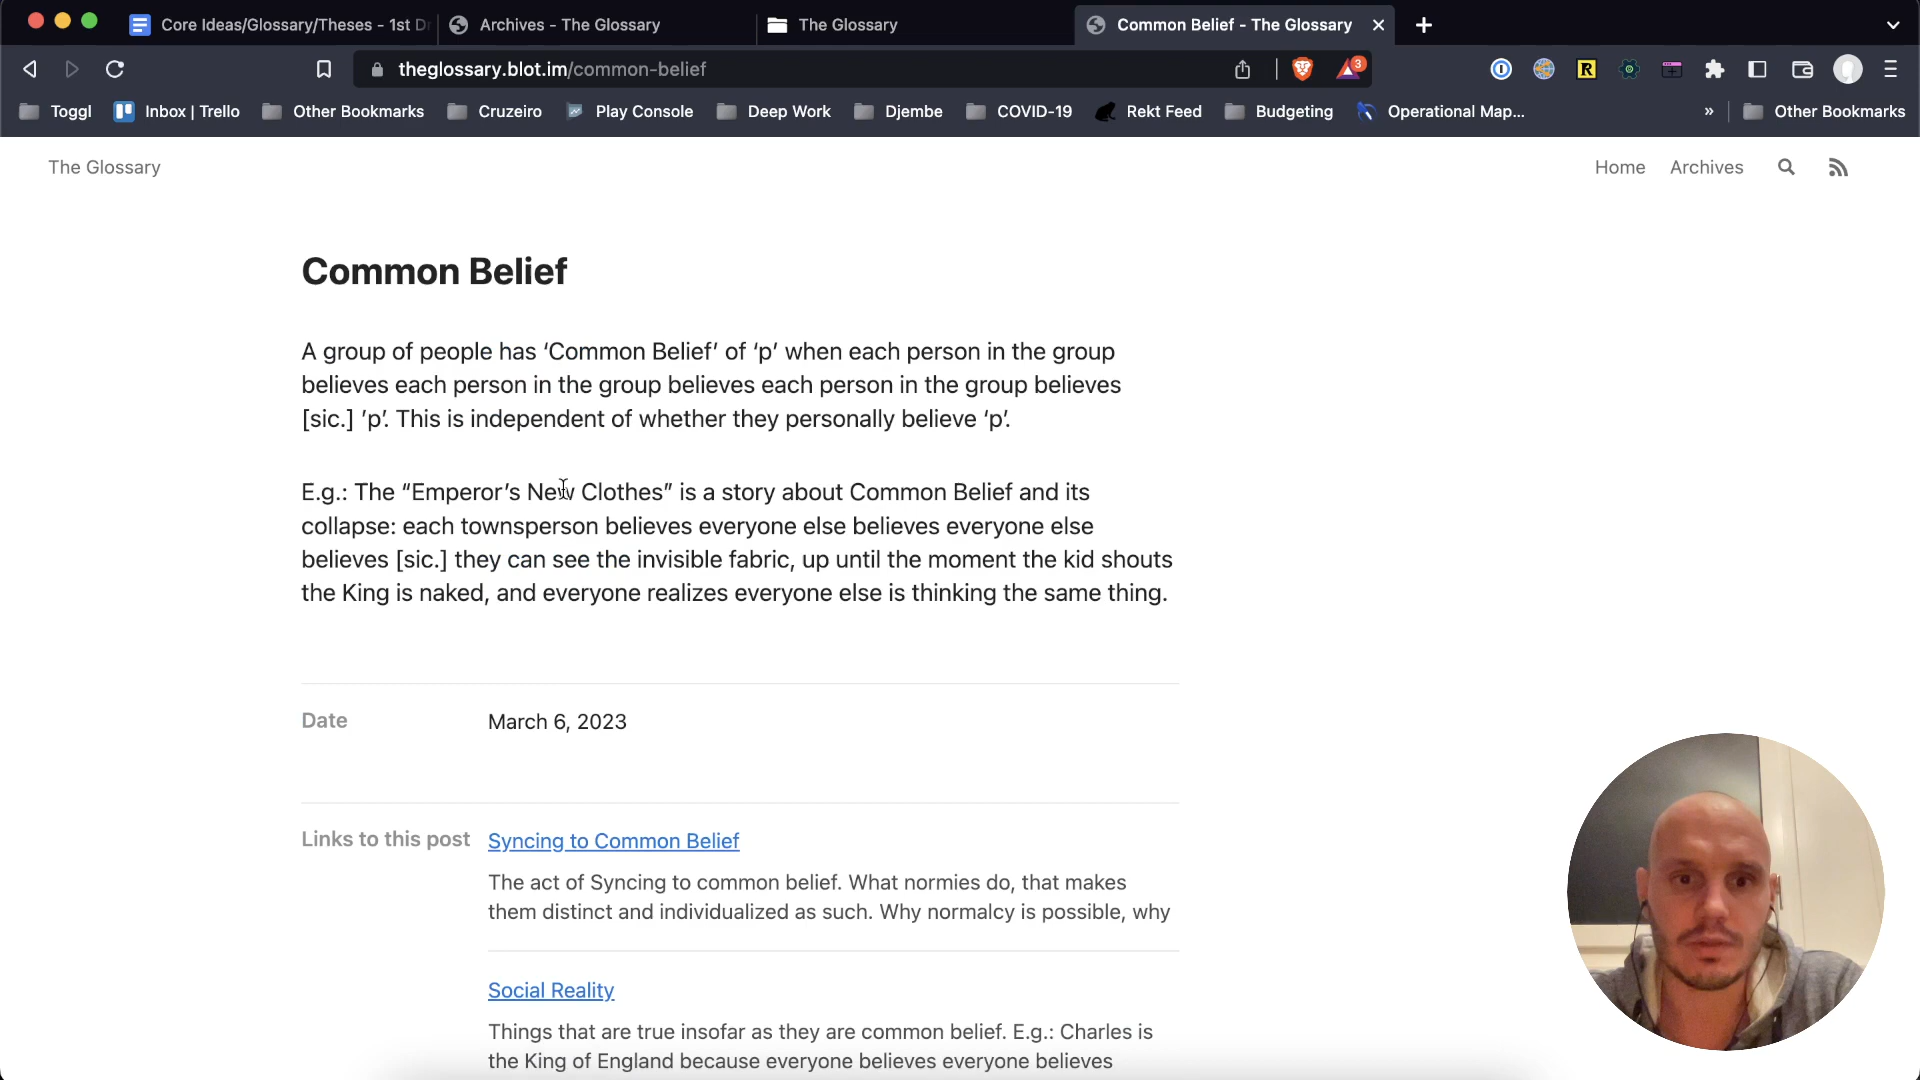 Core Ideas/Glossary/Theses - 1st Dr
Archives - The Glossary
The Glossary
Common Belief - The Glossary
theglossary.blot.im/common-belief
3
Toggl
Inbox | Trello
Other Bookmarks
Cruzeiro
Play Console
Deep Work
Djembe
COVID-19
Rekt Feed
Budgeting
Operational Map...
»
Other Bookmarks
The Glossary
Home
Archives
Common Belief
A group of people has ‘Common Belief’ of ‘p’ when each person in the group
believes each person in the group believes each person in the group believes
[sic.] ’p’. This is independent of whether they personally believe ‘p’.
E.g.: The “Emperor’s New Clothes” is a story about Common Belief and its
collapse: each townsperson believes everyone else believes everyone else
believes [sic.] they can see the invisible fabric, up until the moment the kid shouts
the King is naked, and everyone realizes everyone else is thinking the same thing.
Date
March 6, 2023
Links to this post
Syncing to Common Belief
The act of Syncing to common belief. What normies do, that makes
them distinct and individualized as such. Why normalcy is possible, why
Social Reality
Things that are true insofar as they are common belief. E.g.: Charles is
the King of England because everyone believes everyone believes